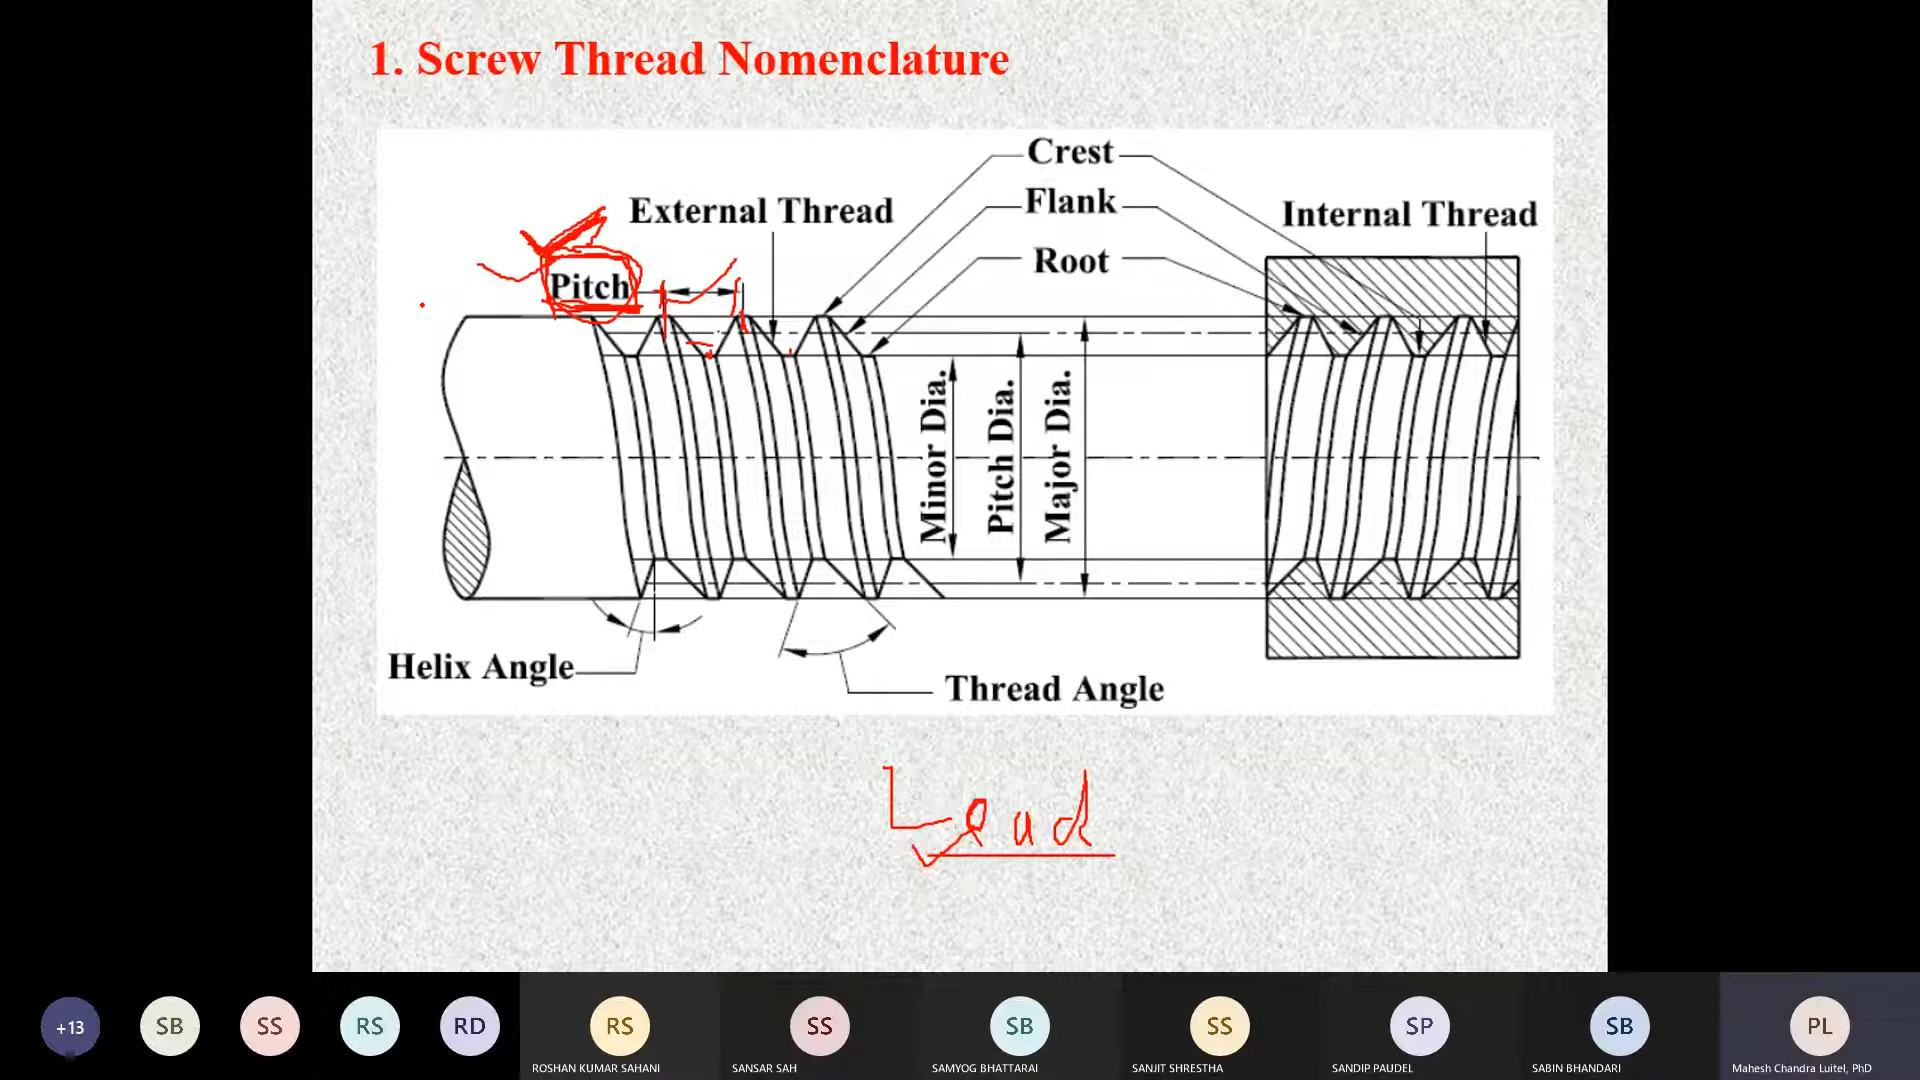 1. Screw Thread Nomenclature
Crest
Flank
External Thread
Internal Thread
Root
Pitch
Minor Dia.
Pitch Dia.
Major Dia.
Helix Angle
Thread Angle
Lead
+13
SB
SS
RS
RD
RS
SS
SB
SS
SP
SB
PL
ROSHAN KUMAR SAHANI
SANSAR SAH
SAMYOG BHATTARAI
SANJIT SHRESTHA
SANDIP PAUDEL
SABIN BHANDARI
Mahesh Chandra Luitel, PhD